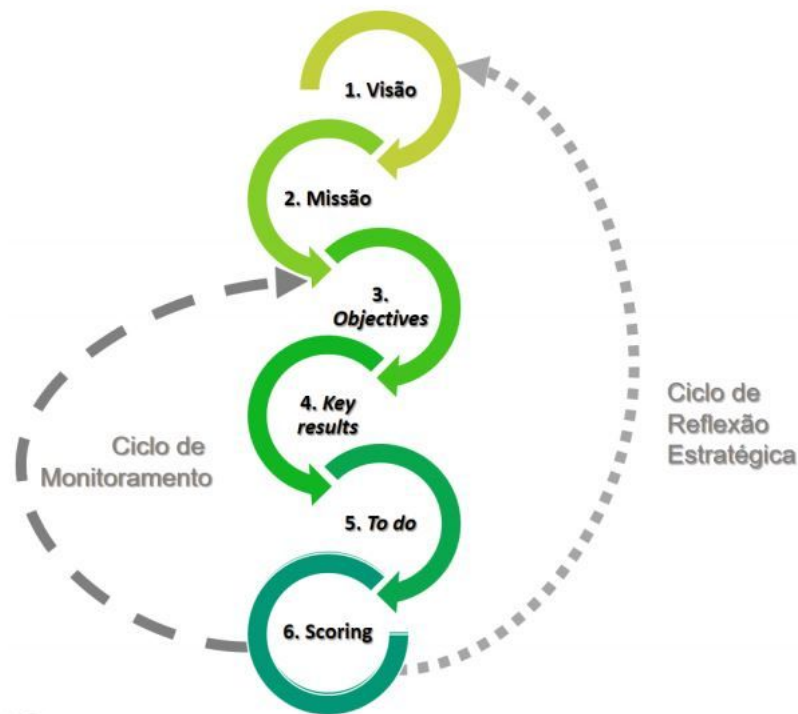 1. Visão
2. Missão
3.
Objectives
4. Key
results
Ciclo de
Monitoramento
Ciclo de
Reflexão
Estratégica
5. To do
6. Scoring